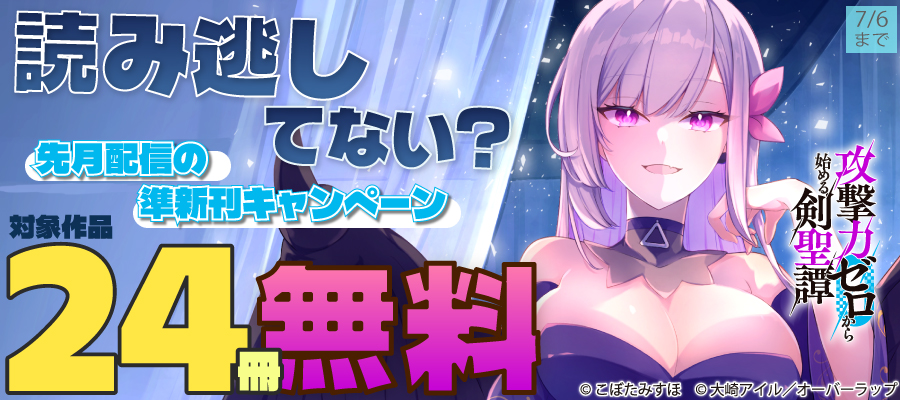 読み逃し
てない?
先月配信の
準新刊キャンペーン
対象作品
24冊無料
7/6
まで
攻撃力ゼロから
始める剣聖譚
© こぼたみすほ ©大崎アイル／オーバーラップ